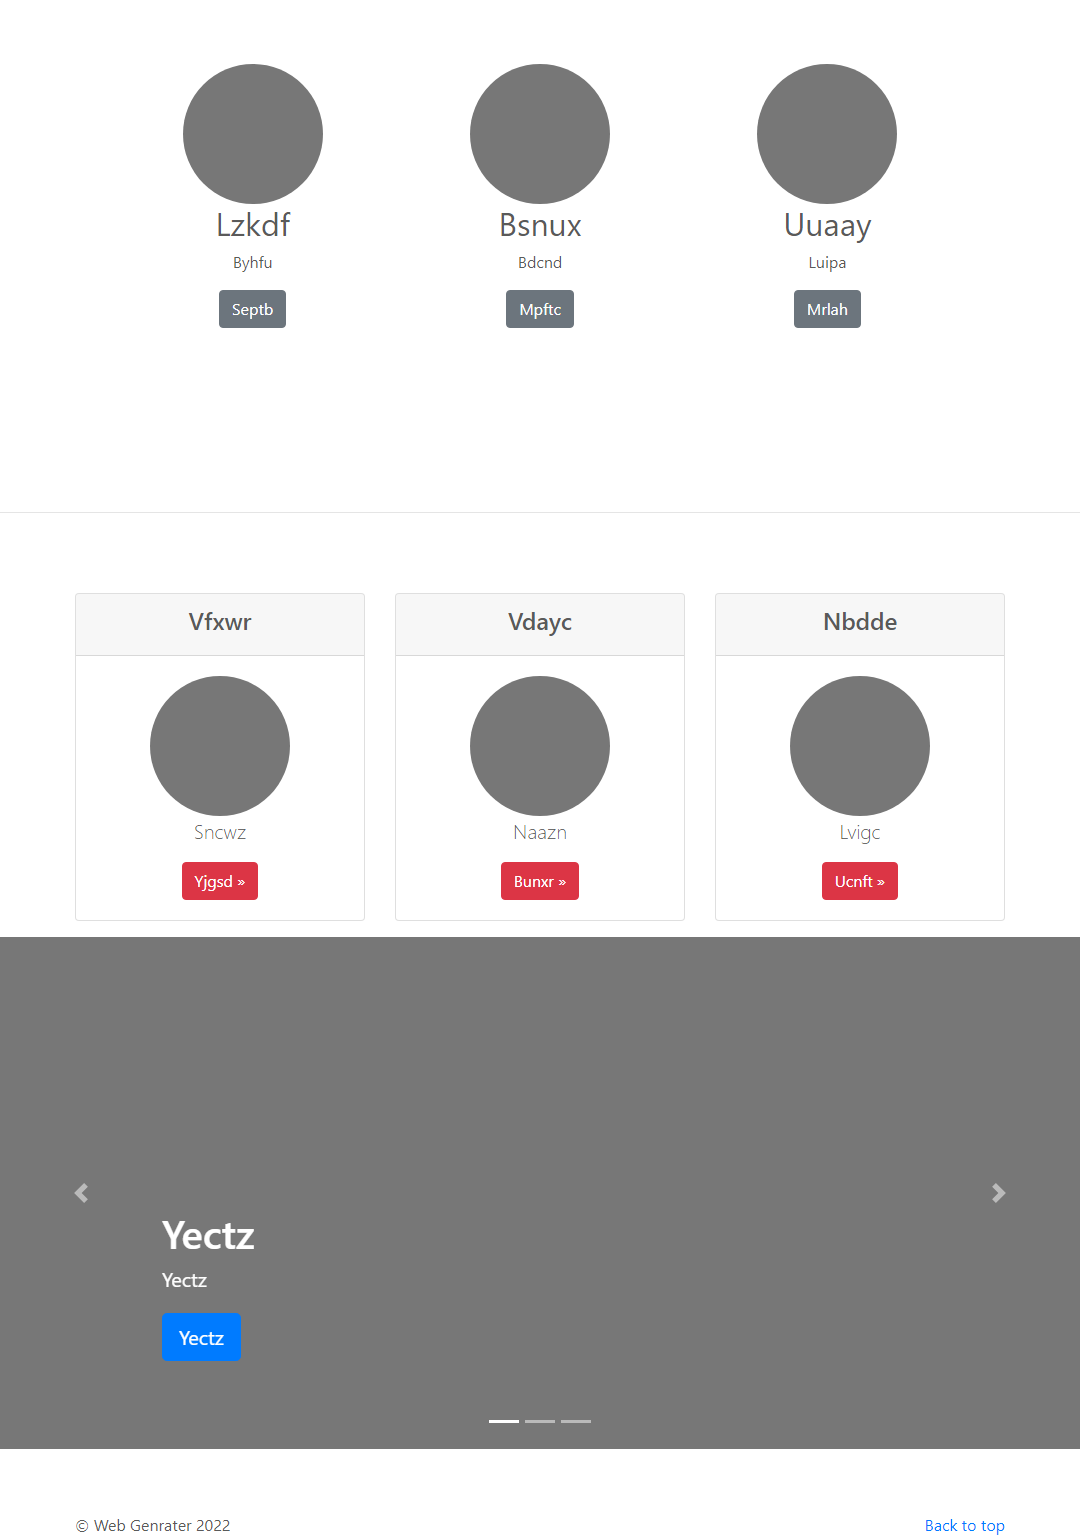 Lzkdf
Bsnux
Uuaay
Byhfu
Bdcnd
Luipa
Septb
Mpftc
Mrlah
Vfxwr
Vdayc
Nbdde
Sncwz
Naazn
Lvigc
Yjgsd »
Bunxr »
Ucnft »
Yectz
Yectz
Yectz
© Web Genrater 2022
Back to top